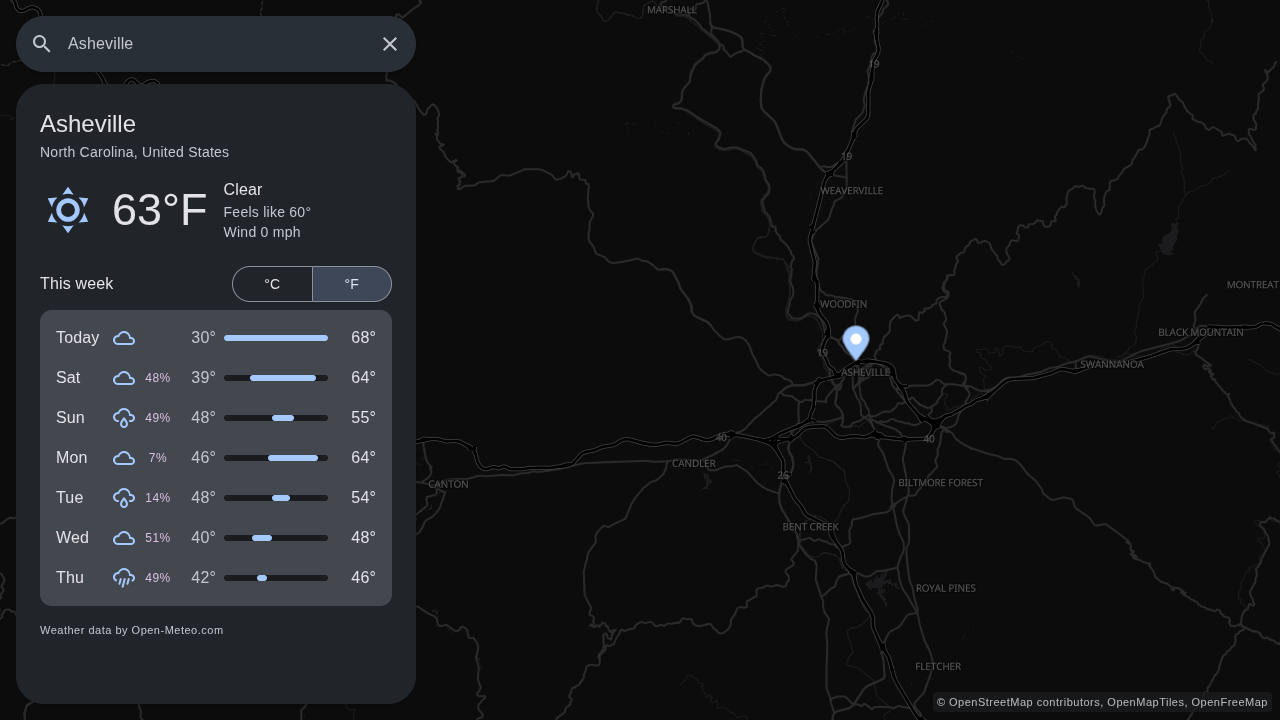 Asheville
Asheville
North Carolina, United States
63°F
Clear
Feels like 60°
Wind 0 mph
This week
°C
°F
Today 30° 68°
Sat 48% 39° 64°
Sun 49% 48° 55°
Mon 7% 46° 64°
Tue 14% 48° 54°
Wed 51% 40° 48°
Thu 49% 42° 46°
Weather data by Open-Meteo.com
MARSHALL
19
19
WEAVERVILLE
MONTREAT
WOODFIN
BLACK MOUNTAIN
19
SWANNANOA
ASHEVILLE
40
40
CANDLER
26
CANTON
BILTMORE FOREST
BENT CREEK
ROYAL PINES
FLETCHER
© OpenStreetMap contributors, OpenMapTiles, OpenFreeMap